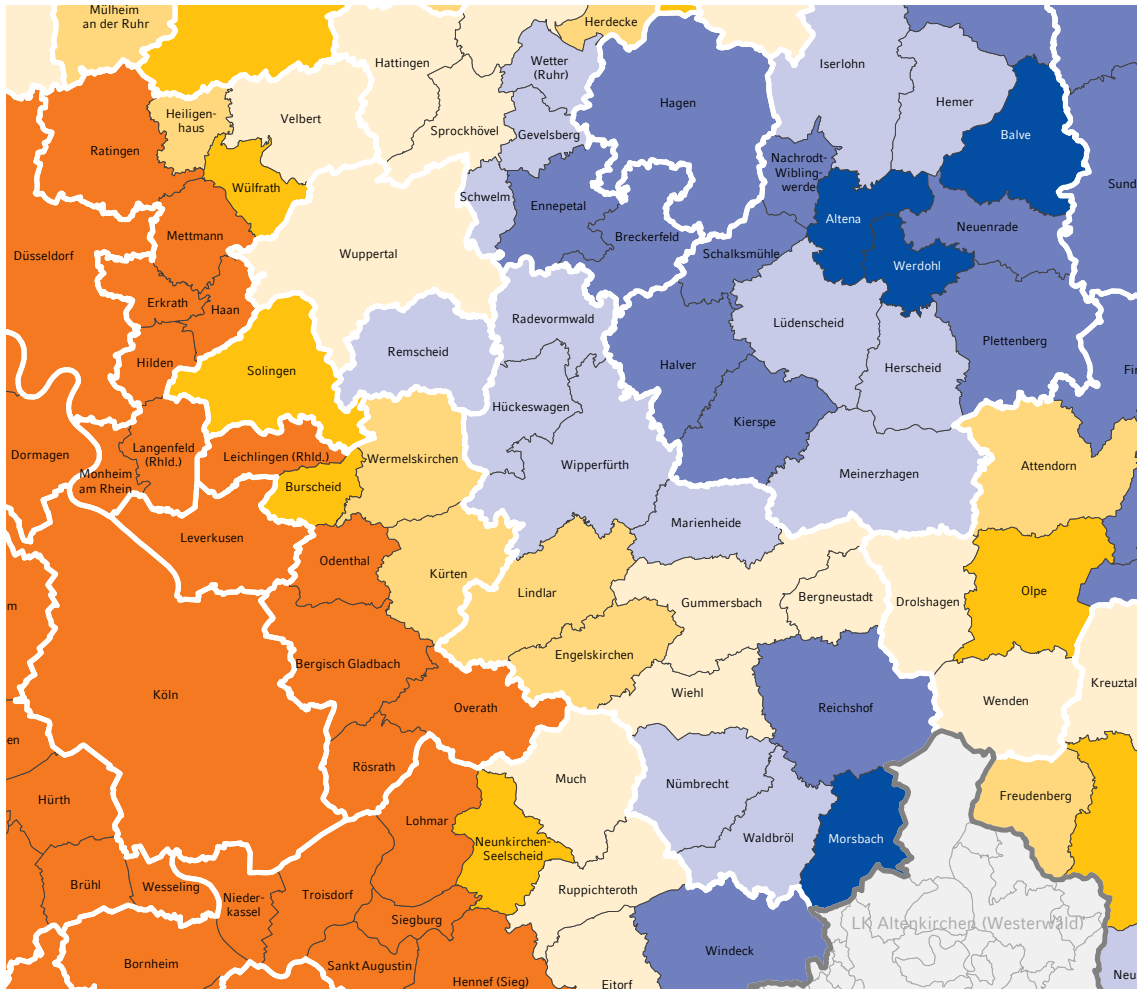 Mülheim
an der Ruhr
Herdecke
Hattingen
Wetter
(Ruhr)
Iserlohn
Hemer
Hagen
Heiligen-
haus
Velbert
Sprockhövel
Gevelsberg
Balve
Ratingen
Nachrodt-
Wibling-
werde
Wülfrath
Schwelm
Ennepetal
Sund
Altena
Mettmann
Breckerfeld
Neuenrade
Düsseldorf
Wuppertal
Schalksmühle
Werdohl
Erkrath
Haan
Radevormwald
Lüdenscheid
Plettenberg
Hilden
Remscheid
Solingen
Halver
Herscheid
Fir
Hückeswagen
Kierspe
Dormagen
Langenfeld
(Rhld.)
Leichlingen (Rhld.)
Wermelskirchen
Wipperfürth
Attendorn
Monheim
am Rhein
Burscheid
Meinerzhagen
Marienheide
Leverkusen
Odenthal
Kürten
Lindlar
Gummersbach
Bergneustadt
Drolshagen
Olpe
m
Engelskirchen
Bergisch Gladbach
Köln
Wiehl
Overath
Reichshof
Wenden
Kreuztal
en
Rösrath
Much
Nümbrecht
Hürth
Freudenberg
Lohmar
Neunkirchen-
Seelscheid
Waldbröl
Morsbach
Brühl
Wesseling
Ruppichteroth
Nieder-
kassel
Troisdorf
Siegburg
LK Altenkirchen (Westerwald)
Windeck
Bornheim
Sankt Augustin
Hennef (Sieg)
Eitorf
Neu